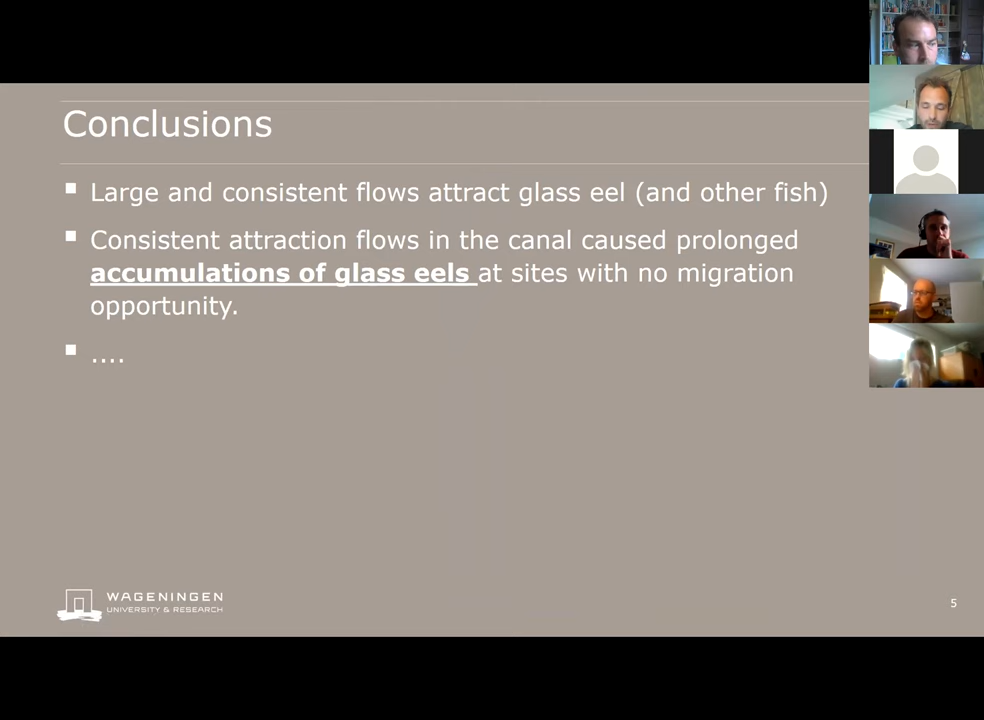 Conclusions
Large and consistent flows attract glass eel (and other fish)
Consistent attraction flows in the canal caused prolonged
accumulations of glass eels at sites with no migration
opportunity.
....
WAGENINGEN
UNIVERSITY & RESEARCH
5